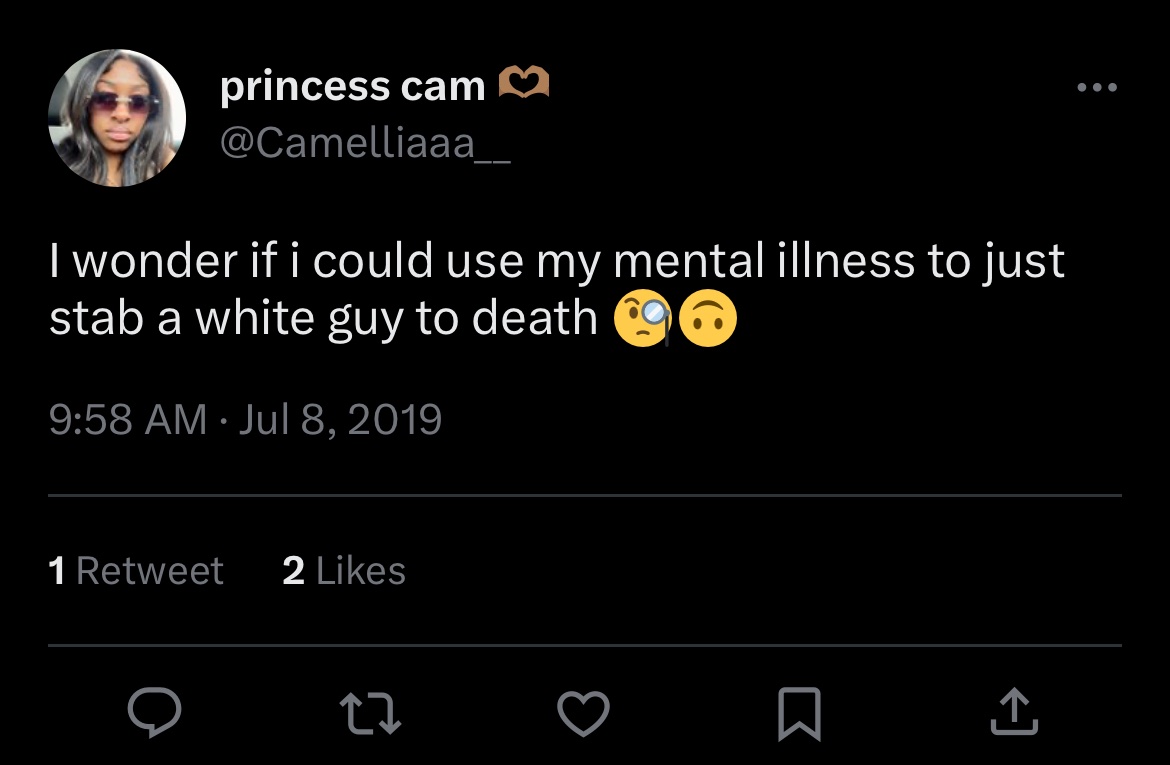 princess cam 🫶🏽
@Camelliaaa__
I wonder if i could use my mental illness to just
stab a white guy to death 🧐🙃
9:58 AM · Jul 8, 2019
1 Retweet 2 Likes